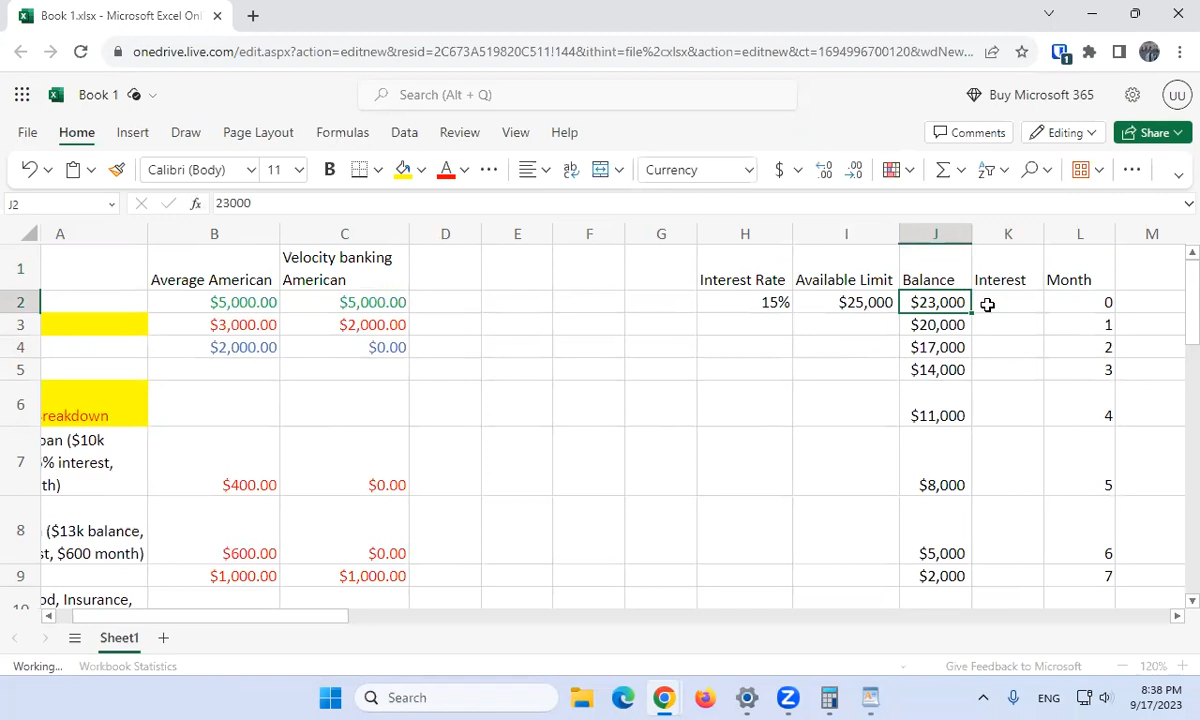 Book 1.xlsx - Microsoft Excel Onl
onedrive.live.com/edit.aspx?action=editnew&resid=2C673A519820C511!144&ithint=file%2cxlsx&action=editnew&ct=1694996700120&wdNew...
1
Book 1
Search (Alt + Q)
Buy Microsoft 365
UU
File Home Insert Draw Page Layout Formulas Data Review View Help
Comments Editing Share
Calibri (Body) 11 B A ab Currency $ .00
J2 fx 23000
A B C D E F G H I J K L M
Velocity banking
1 Average American American Interest Rate Available Limit Balance Interest Month
2 $5,000.00 $5,000.00 15% $25,000 $23,000 0
3 $3,000.00 $2,000.00 $20,000 1
4 $2,000.00 $0.00 $17,000 2
5 $14,000 3
6 reakdown $11,000 4
oan ($10k
7 % interest,
th) $400.00 $0.00 $8,000 5
8 ($13k balance,
st, $600 month) $600.00 $0.00 $5,000 6
9 $1,000.00 $1,000.00 $2,000 7
10 od, Insurance,
Sheet1
Working... Workbook Statistics Give Feedback to Microsoft 120%
Search ENG 8:38 PM
9/17/2023